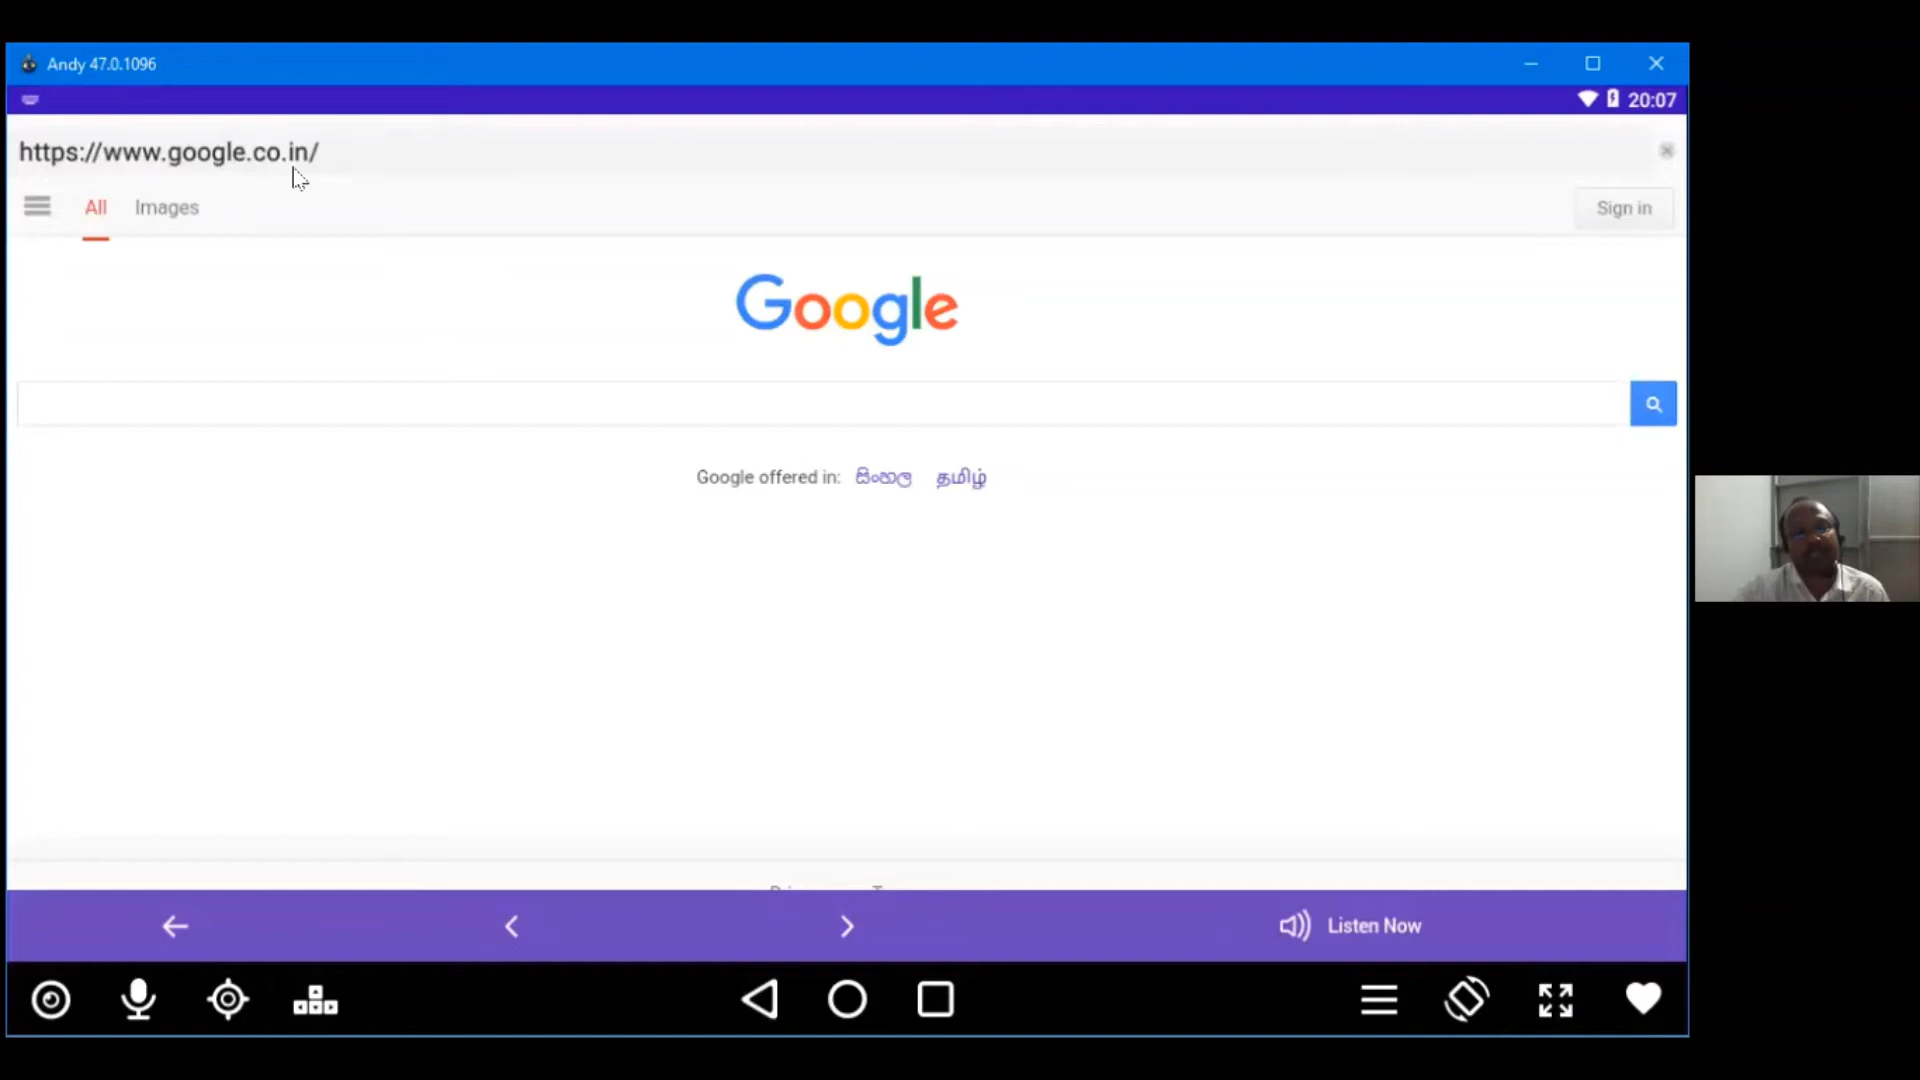 Andy 47.0.1096
20:07
https://www.google.co.in/
All Images Sign in
Google
Google offered in: සිංහල தமிழ்
Listen Now